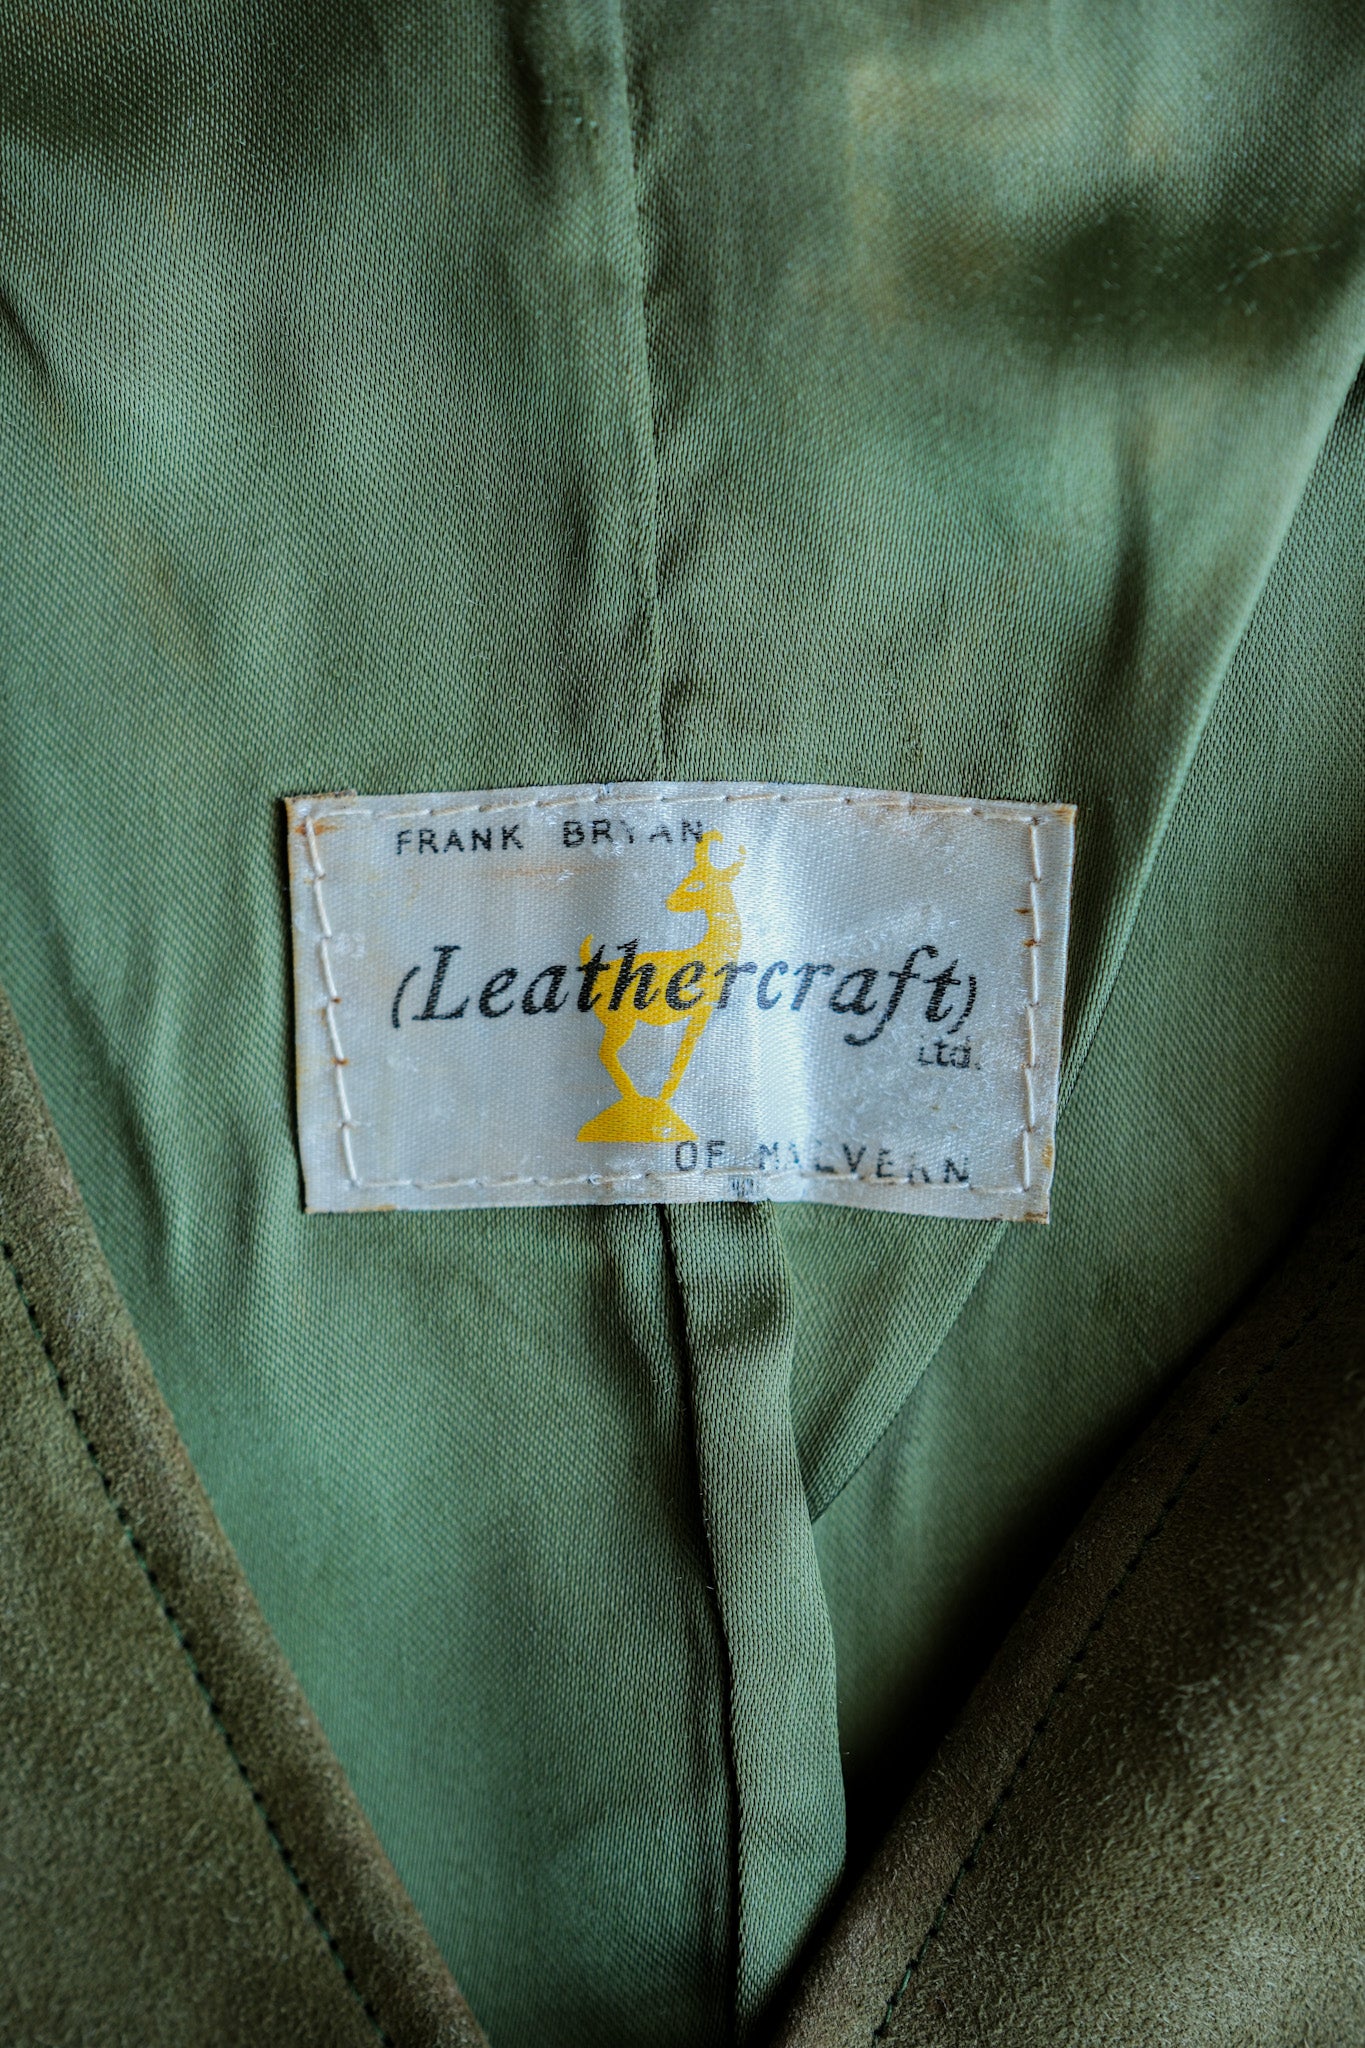 FRANK BRYAN
(Leathercraft)
Ltd.
OF MALVERN